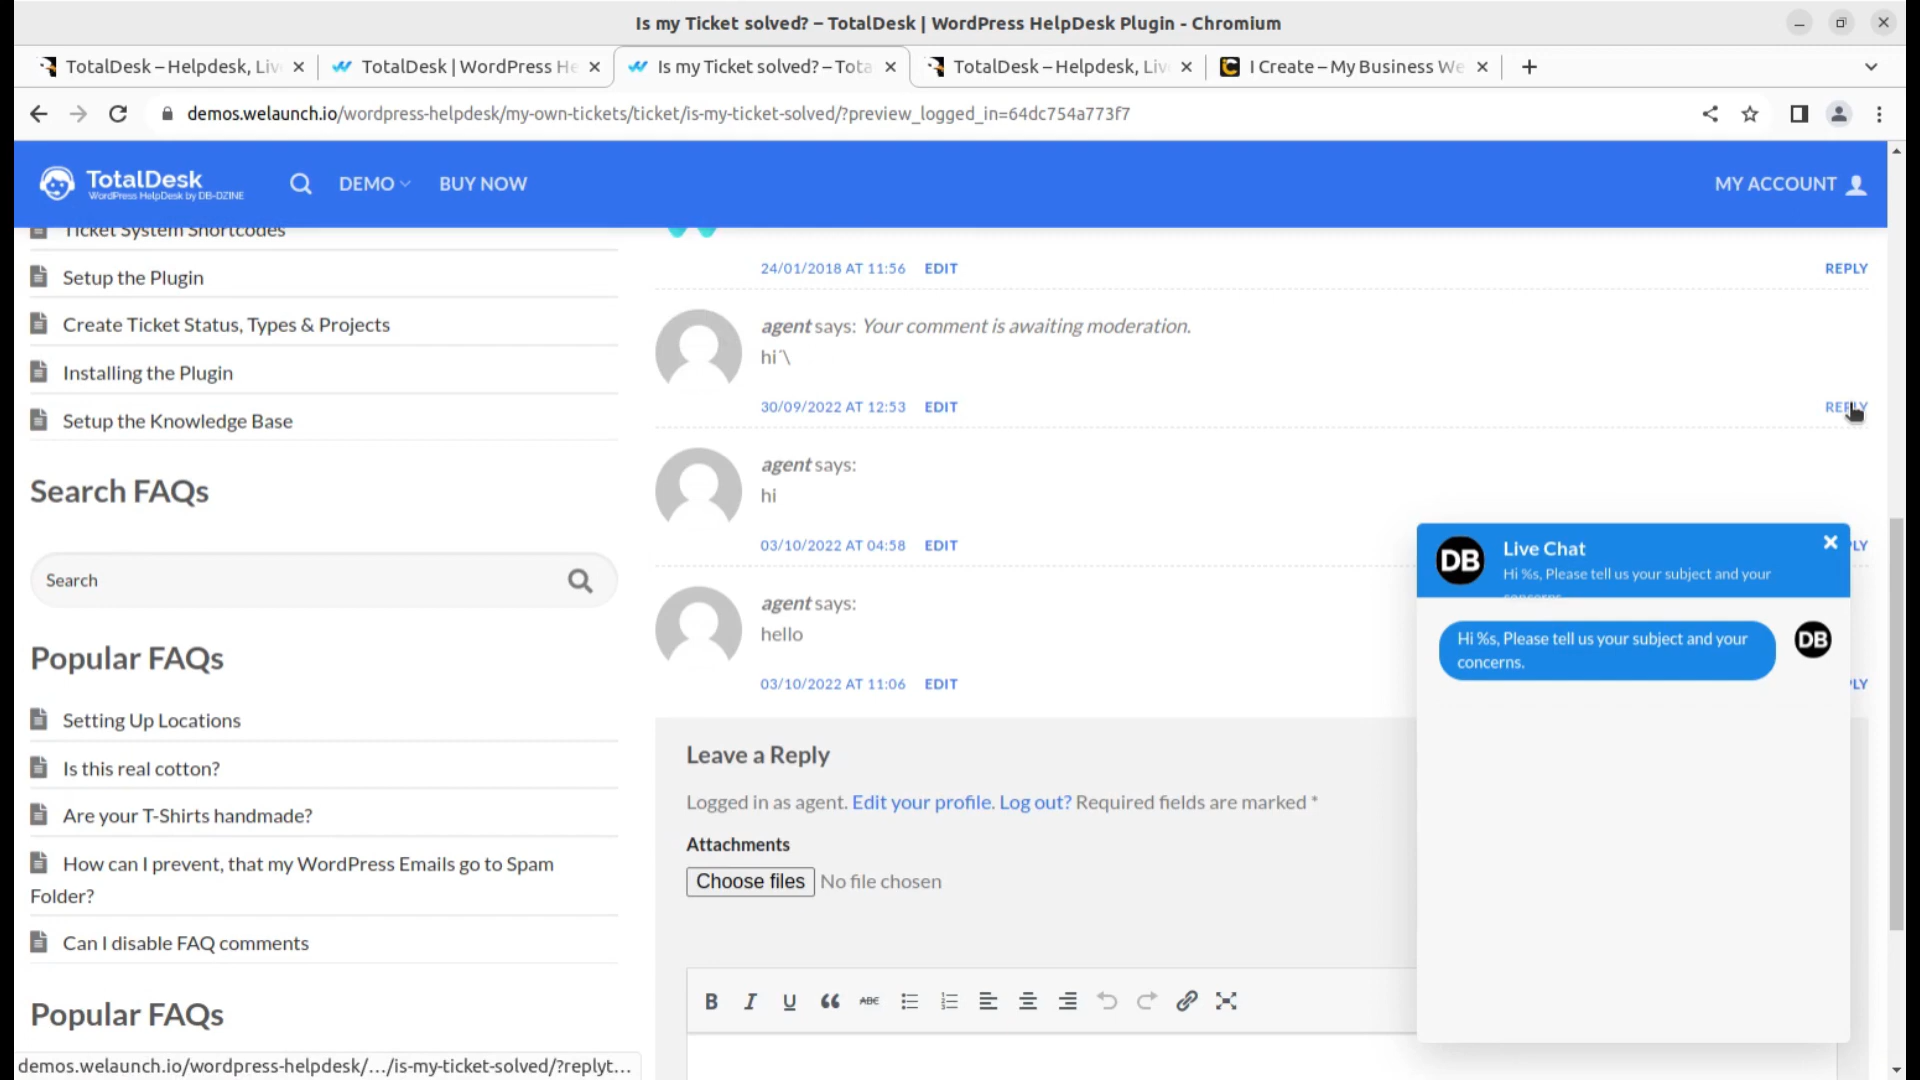 Is my Ticket solved? – TotalDesk | WordPress HelpDesk Plugin - Chromium
TotalDesk – Helpdesk, Liv
TotalDesk | WordPress He
Is my Ticket solved? – Tota
TotalDesk – Helpdesk, Liv
I Create – My Business We
demos.welaunch.io/wordpress-helpdesk/my-own-tickets/ticket/is-my-ticket-solved/?preview_logged_in=64dc754a773f7
TotalDesk
WordPress HelpDesk by DB-DZINE
DEMO
BUY NOW
MY ACCOUNT
Ticket System Shortcodes
Setup the Plugin
Create Ticket Status, Types & Projects
Installing the Plugin
Setup the Knowledge Base
Search FAQs
Search
Popular FAQs
Setting Up Locations
Is this real cotton?
Are your T-Shirts handmade?
How can I prevent, that my WordPress Emails go to Spam
Folder?
Can I disable FAQ comments
Popular FAQs
24/01/2018 AT 11:56 EDIT REPLY
agent says: Your comment is awaiting moderation.
hi´\
30/09/2022 AT 12:53 EDIT REPLY
agent says:
hi
03/10/2022 AT 04:58 EDIT LY
agent says:
hello
03/10/2022 AT 11:06 EDIT LY
Leave a Reply
Logged in as agent. Edit your profile. Log out? Required fields are marked *
Attachments
Choose files No file chosen
B I U ABC
DB
Live Chat
Hi %s, Please tell us your subject and your
concerns.
Hi %s, Please tell us your subject and your
concerns.
DB
demos.welaunch.io/wordpress-helpdesk/…/is-my-ticket-solved/?replyt…